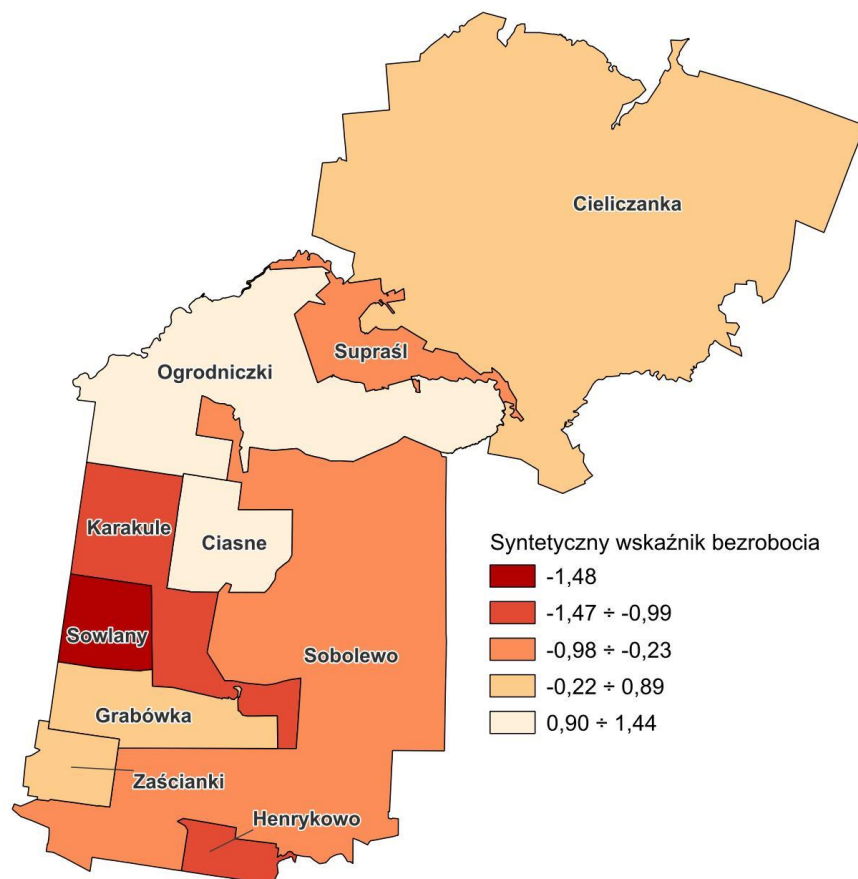 Cieliczanka
Supraśl
Ogrodniczki
Karakule
Ciasne
Sowlany
Sobolewo
Grabówka
Zaścianki
Henrykowo
Syntetyczny wskaźnik bezrobocia
-1,48
-1,47 ÷ -0,99
-0,98 ÷ -0,23
-0,22 ÷ 0,89
0,90 ÷ 1,44